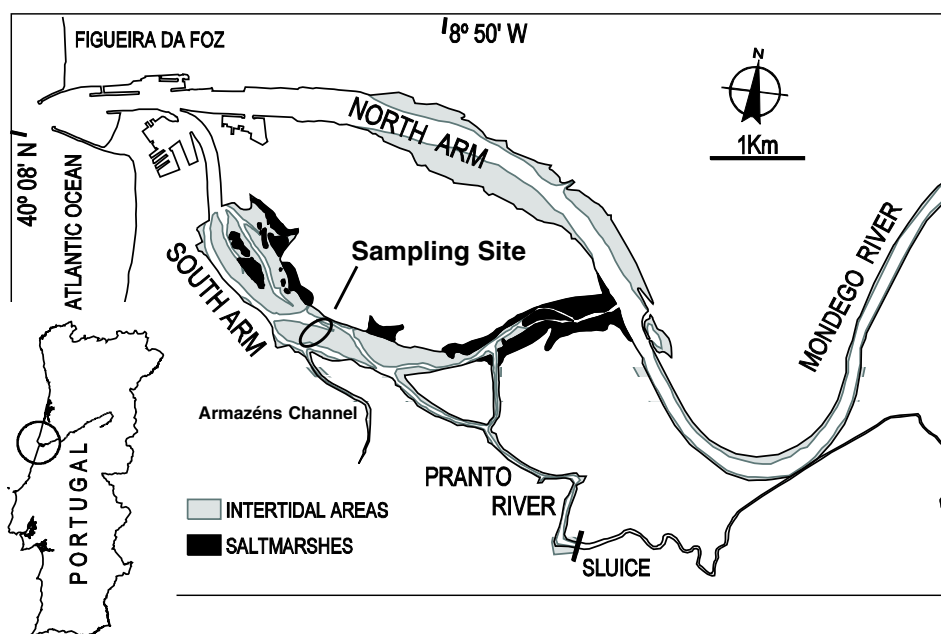 FIGUEIRA DA FOZ
8º 50' W
N
1Km
40º 08' N
ATLANTIC OCEAN
NORTH ARM
SOUTH ARM
Sampling Site
MONDEGO RIVER
Armazéns Channel
PRANTO
RIVER
SLUICE
PORTUGAL
INTERTIDAL AREAS
SALTMARSHES